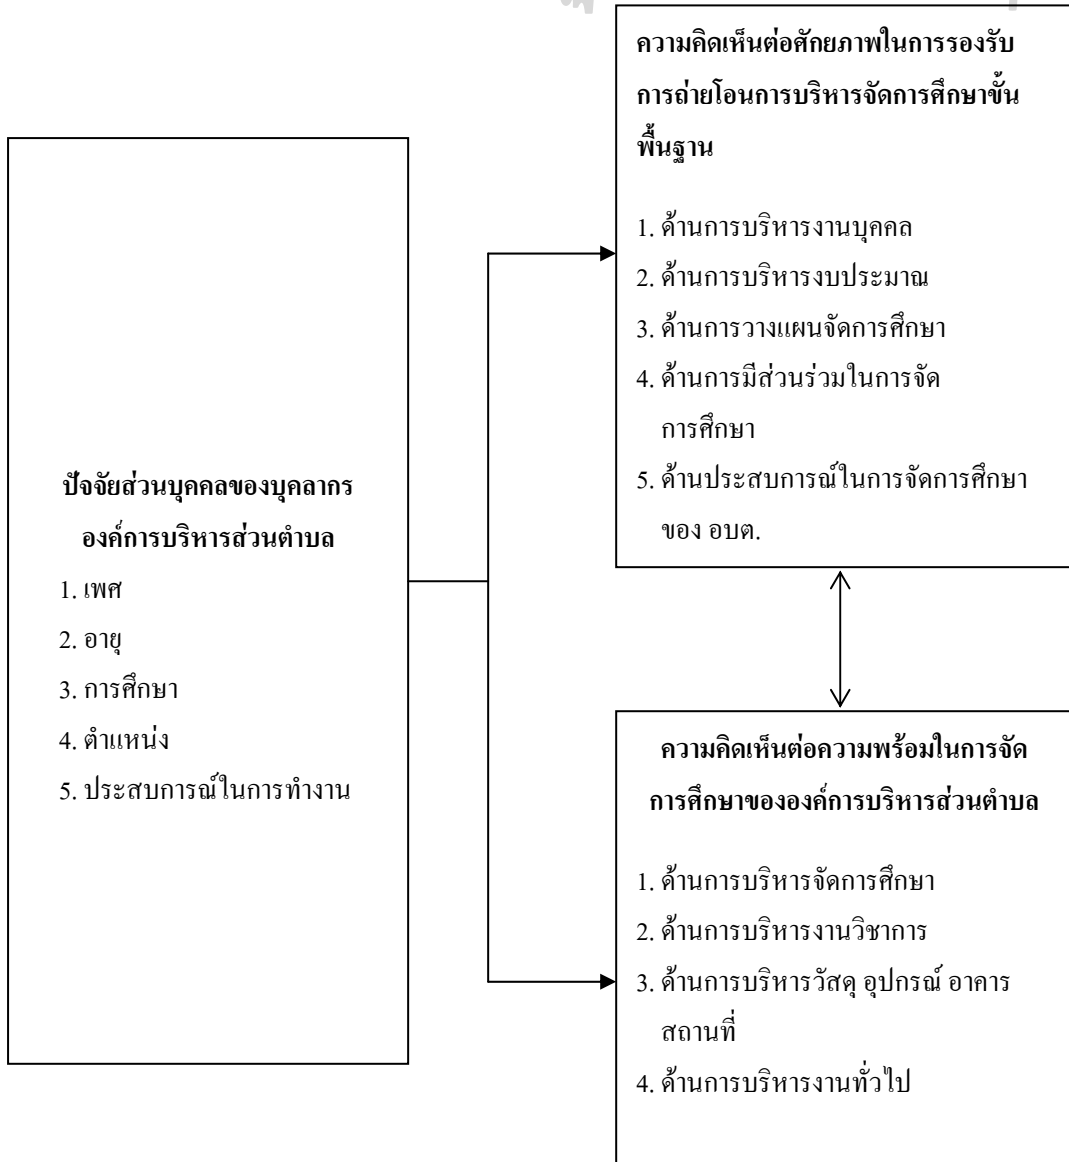 ปัจจัยส่วนบุคคลของบุคลากร
องค์การบริหารส่วนตำบล
1. เพศ
2. อายุ
3. การศึกษา
4. ตำแหน่ง
5. ประสบการณ์ในการทำงาน
ความคิดเห็นต่อศักยภาพในการรองรับ
การถ่ายโอนการบริหารจัดการศึกษาขั้น
พื้นฐาน
1. ด้านการบริหารงานบุคคล
2. ด้านการบริหารงบประมาณ
3. ด้านการวางแผนจัดการศึกษา
4. ด้านการมีส่วนร่วมในการจัด
การศึกษา
5. ด้านประสบการณ์ในการจัดการศึกษา
ของ อบต.
ความคิดเห็นต่อความพร้อมในการจัด
การศึกษาขององค์การบริหารส่วนตำบล
1. ด้านการบริหารจัดการศึกษา
2. ด้านการบริหารงานวิชาการ
3. ด้านการบริหารวัสดุ อุปกรณ์ อาคาร
สถานที่
4. ด้านการบริหารงานทั่วไป